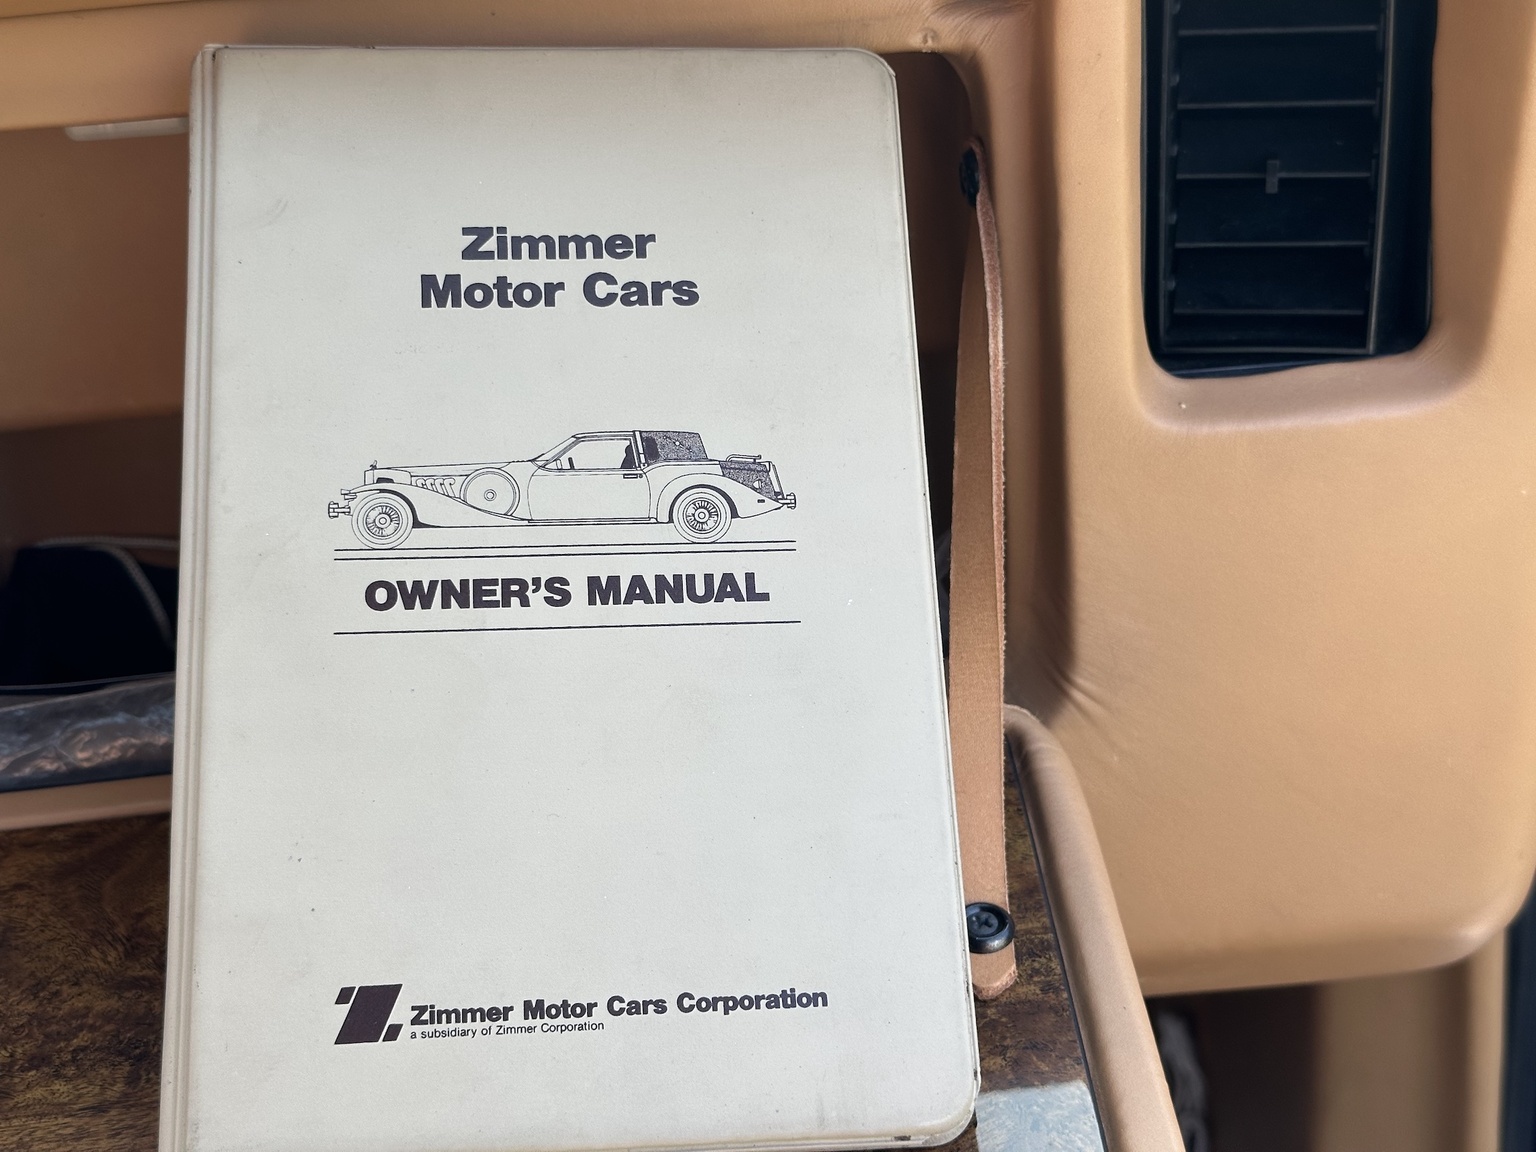 Zimmer
Motor Cars
OWNER'S MANUAL
Zimmer Motor Cars Corporation
a subsidiary of Zimmer Corporation